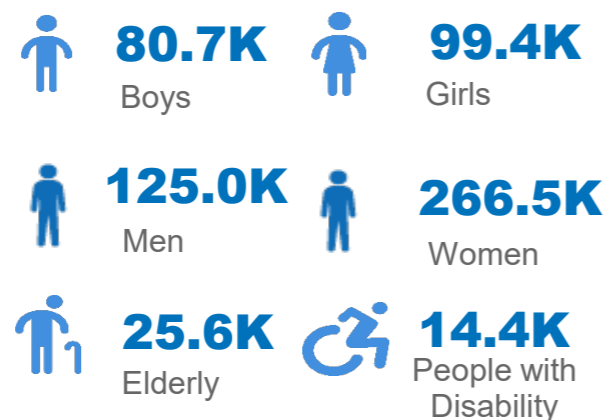 80.7K
Boys
99.4K
Girls
125.0K
Men
266.5K
Women
25.6K
Elderly
14.4K
People with
Disability